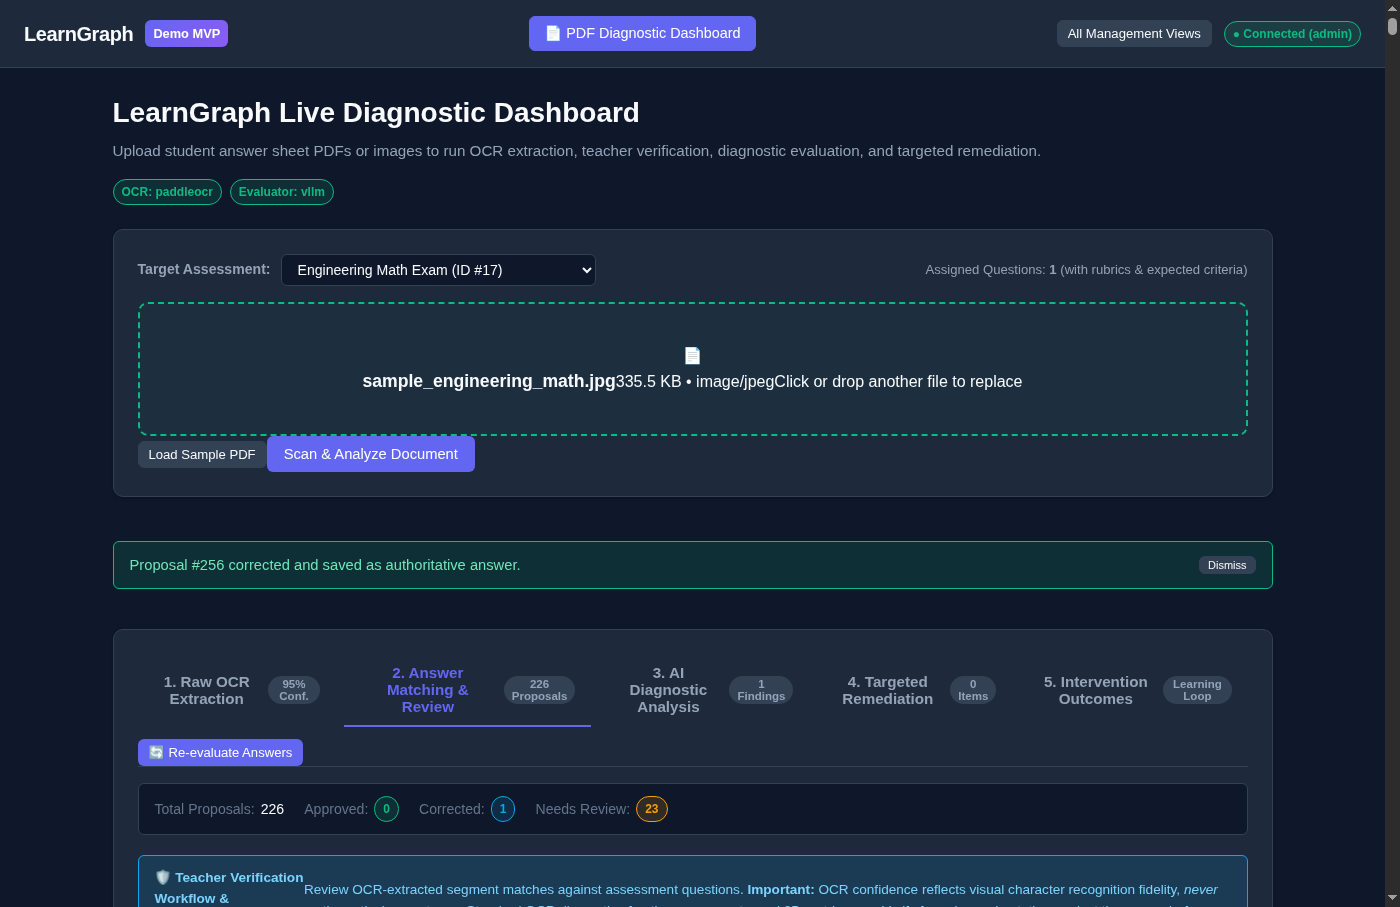 LearnGraph Demo MVP 📄 PDF Diagnostic Dashboard All Management Views ● Connected (admin)
LearnGraph Live Diagnostic Dashboard
Upload student answer sheet PDFs or images to run OCR extraction, teacher verification, diagnostic evaluation, and targeted remediation.
OCR: paddleocr Evaluator: vllm
Target Assessment: Engineering Math Exam (ID #17) Assigned Questions: 1 (with rubrics & expected criteria)
📄
sample_engineering_math.jpg335.5 KB • image/jpegClick or drop another file to replace
Load Sample PDF Scan & Analyze Document
Proposal #256 corrected and saved as authoritative answer. Dismiss
1. Raw OCR
Extraction
95%
Conf.
2. Answer
Matching &
Review
226
Proposals
3. AI
Diagnostic
Analysis
1
Findings
4. Targeted
Remediation
0
Items
5. Intervention
Outcomes
Learning
Loop
🔄 Re-evaluate Answers
Total Proposals: 226 Approved: 0 Corrected: 1 Needs Review: 23
🛡️ Teacher Verification
Workflow &
Review OCR-extracted segment matches against assessment questions. Important: OCR confidence reflects visual character recognition fidelity, never